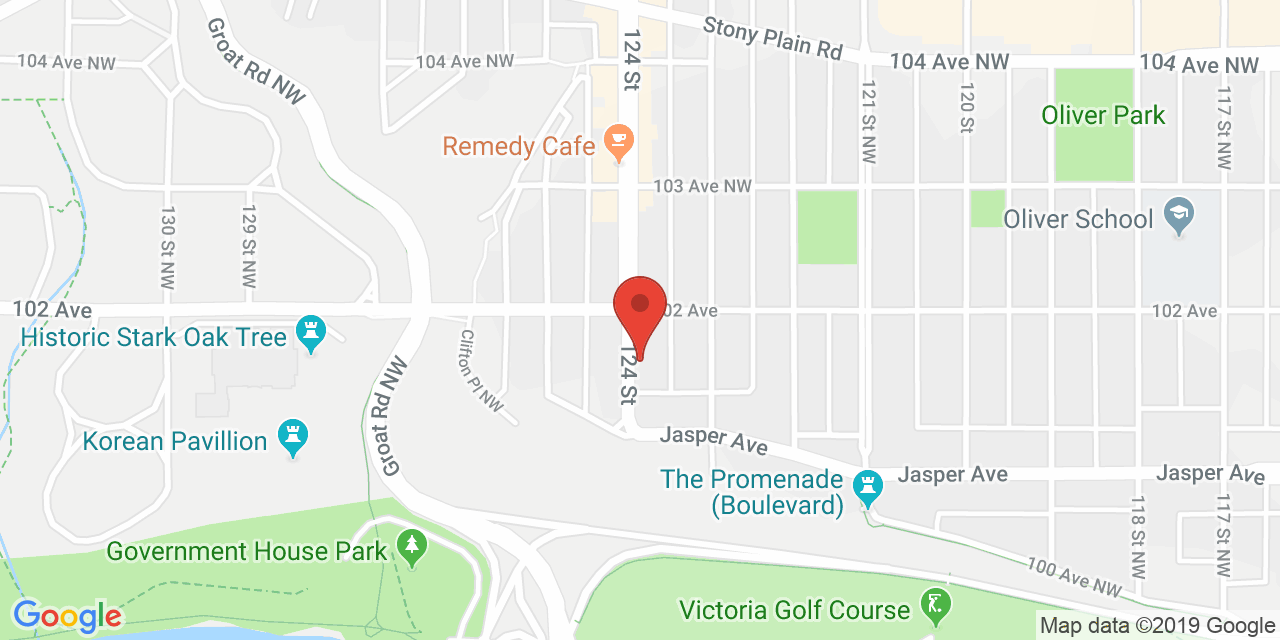 Stony Plain Rd
Groat Rd NW
124 St
104 Ave NW
104 Ave NW
104 Ave NW
104 Ave NW
121 St NW
120 St
117 St NW
Oliver Park
Remedy Cafe
103 Ave NW
Oliver School
130 St NW
129 St NW
102 Ave
02 Ave
102 Ave
Historic Stark Oak Tree
Clifton Pl NW
124 St
Groat Rd NW
Korean Pavillion
Jasper Ave
Jasper Ave
Jasper Ave
The Promenade
(Boulevard)
118 St NW
117 St NW
Government House Park
100 Ave NW
Victoria Golf Course
Google
Map data ©2019 Google